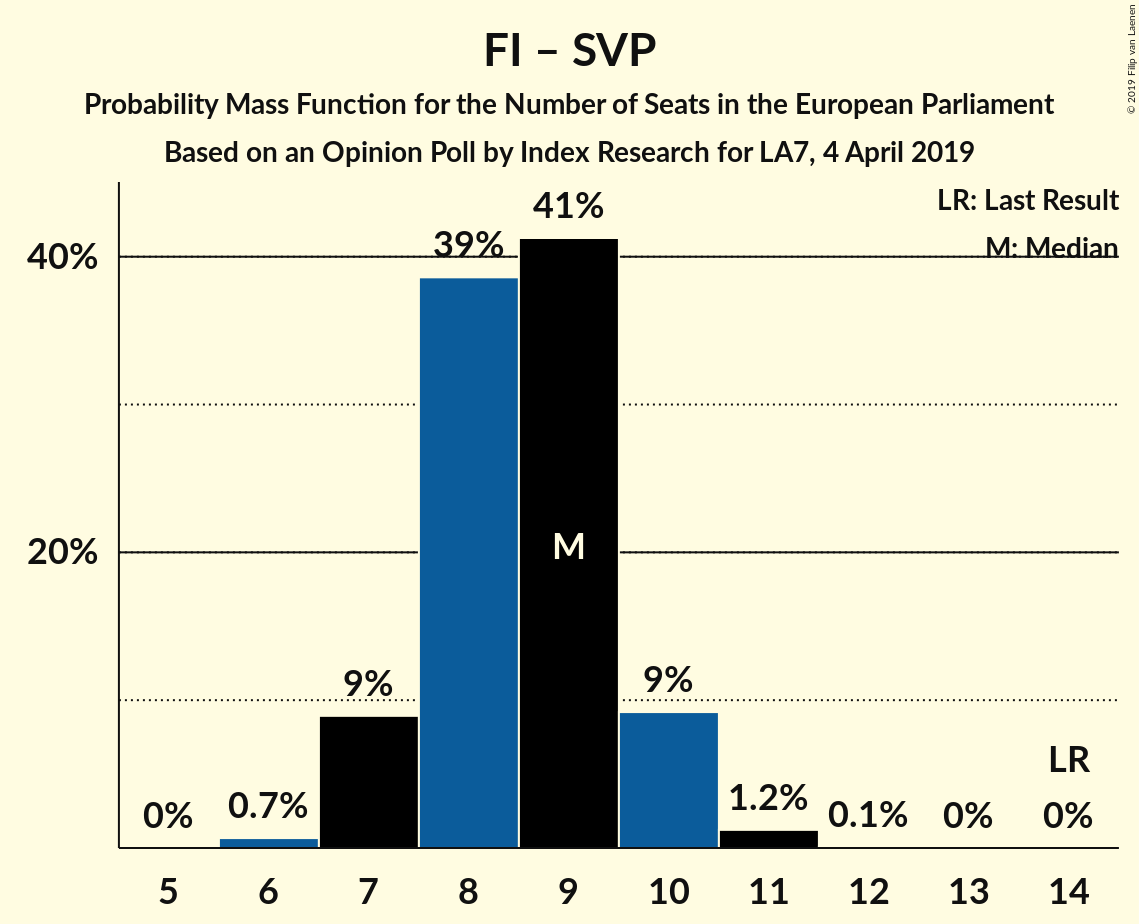 FI – SVP
Probability Mass Function for the Number of Seats in the European Parliament
Based on an Opinion Poll by Index Research for LA7, 4 April 2019
© 2019 Filip van Laenen
LR: Last Result
M: Median
40%
20%
0%
0.7%
9%
39%
41%
M
9%
1.2%
0.1%
0%
LR
0%
5 6 7 8 9 10 11 12 13 14